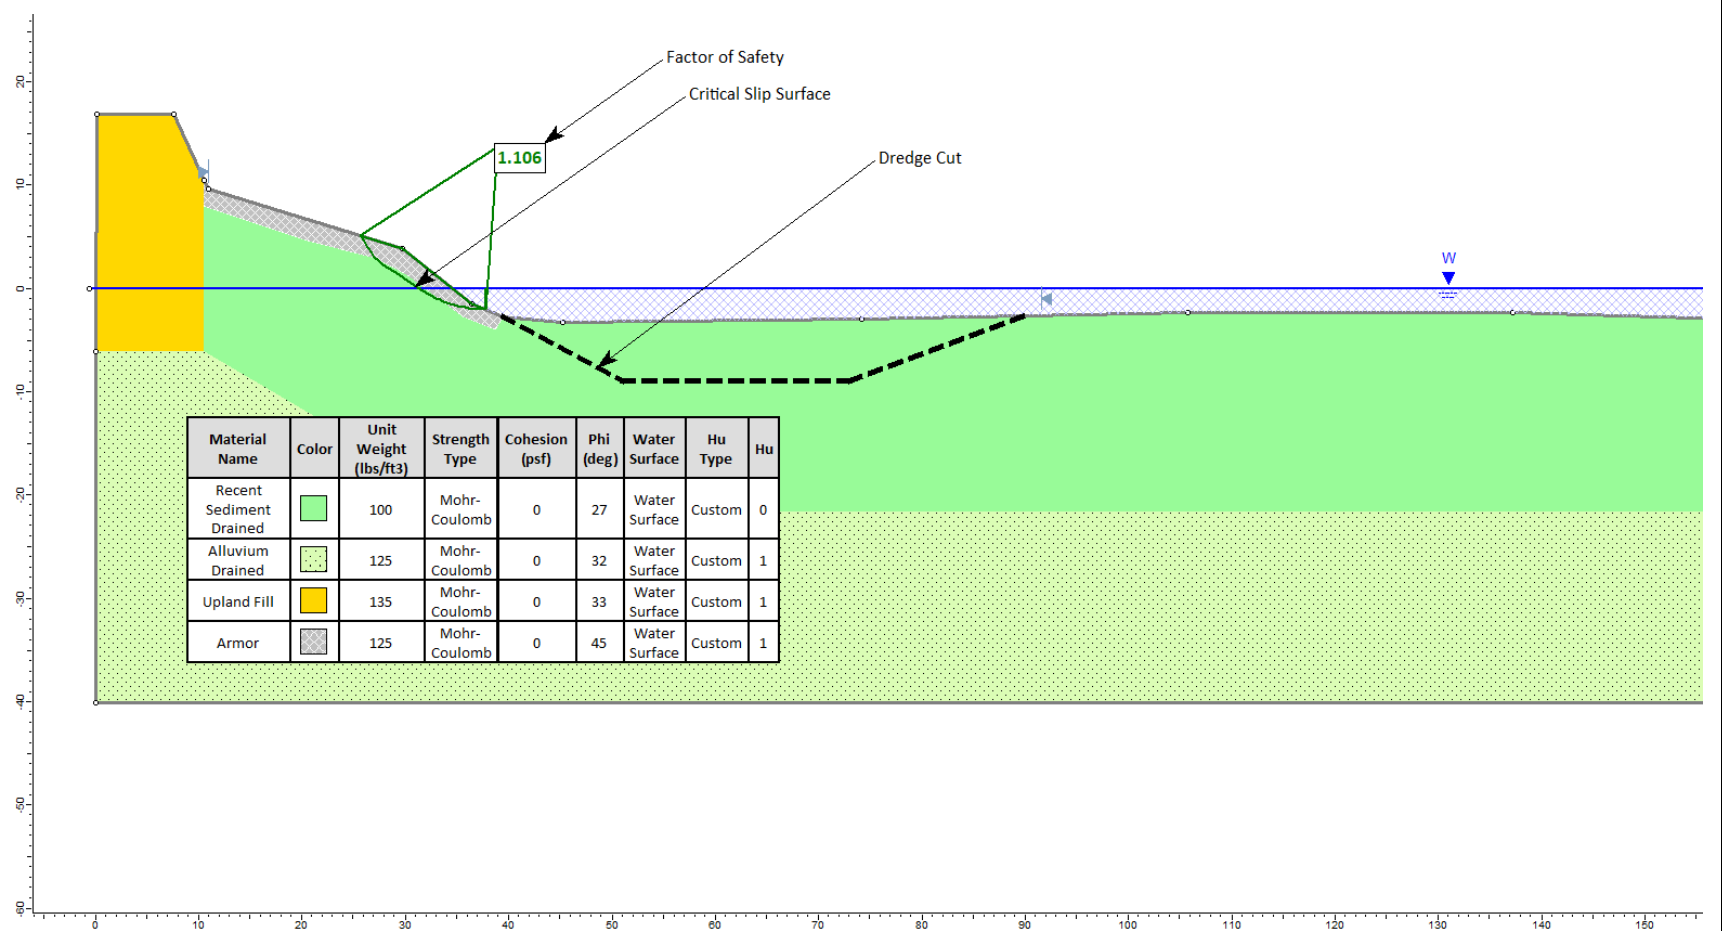 Factor of Safety
Critical Slip Surface
1.106
Dredge Cut
W
20
10
0
-10
-20
-30
-40
-50
-60
Material Name | Color | Unit Weight (lbs/ft3) | Strength Type | Cohesion (psf) | Phi (deg) | Water Surface | Hu Type | Hu
Recent Sediment Drained | 100 | Mohr-Coulomb | 0 | 27 | Water Surface | Custom | 0
Alluvium Drained | 125 | Mohr-Coulomb | 0 | 32 | Water Surface | Custom | 1
Upland Fill | 135 | Mohr-Coulomb | 0 | 33 | Water Surface | Custom | 1
Armor | 125 | Mohr-Coulomb | 0 | 45 | Water Surface | Custom | 1
0 10 20 30 40 50 60 70 80 90 100 110 120 130 140 150